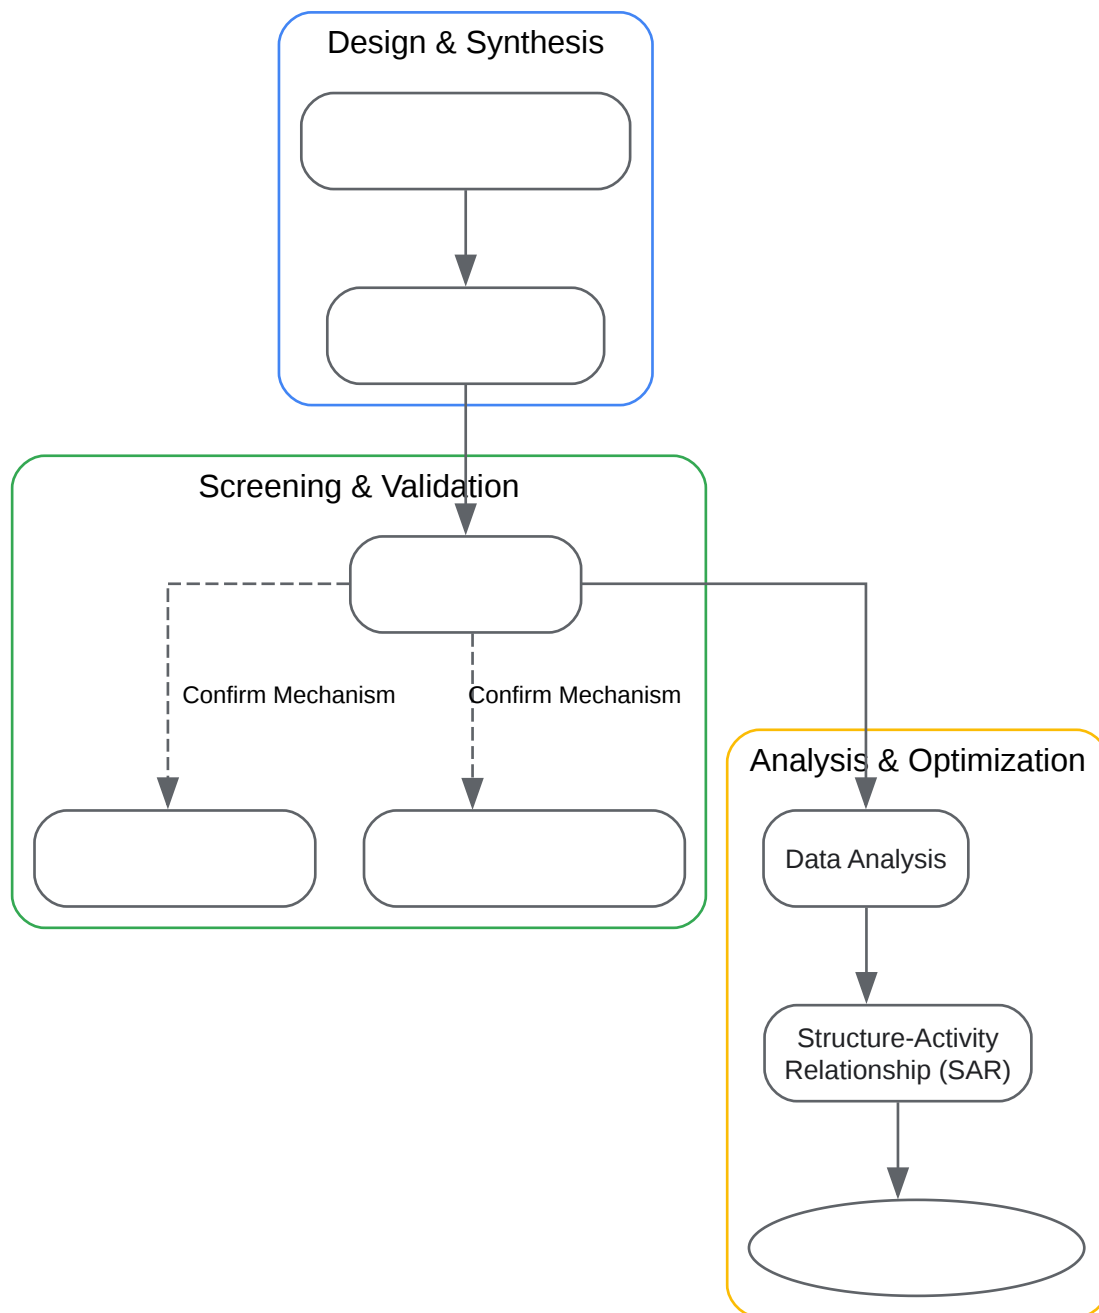 Design & Synthesis
Screening & Validation
Confirm Mechanism
Confirm Mechanism
Analysis & Optimization
Data Analysis
Structure-Activity
Relationship (SAR)